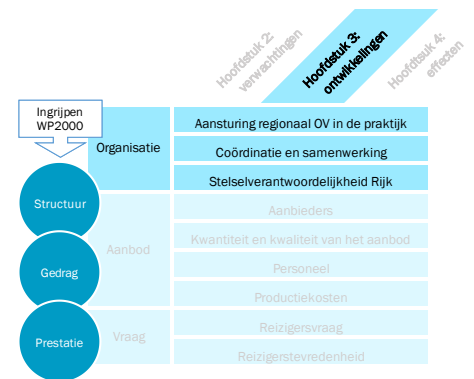 Hoofdstuk 2:
verwachtingen
Hoofdstuk 3:
ontwikkelingen
Hoofdtsuk 4:
effecten
Ingrijpen
WP2000
Organisatie
Aansturing regionaal OV in de praktijk
Coördinatie en samenwerking
Stelselverantwoordelijkheid Rijk
Structuur
Aanbod
Aanbieders
Kwantiteit en kwaliteit van het aanbod
Gedrag
Personeel
Productiekosten
Prestatie
Vraag
Reizigersvraag
Reizigerstevredenheid